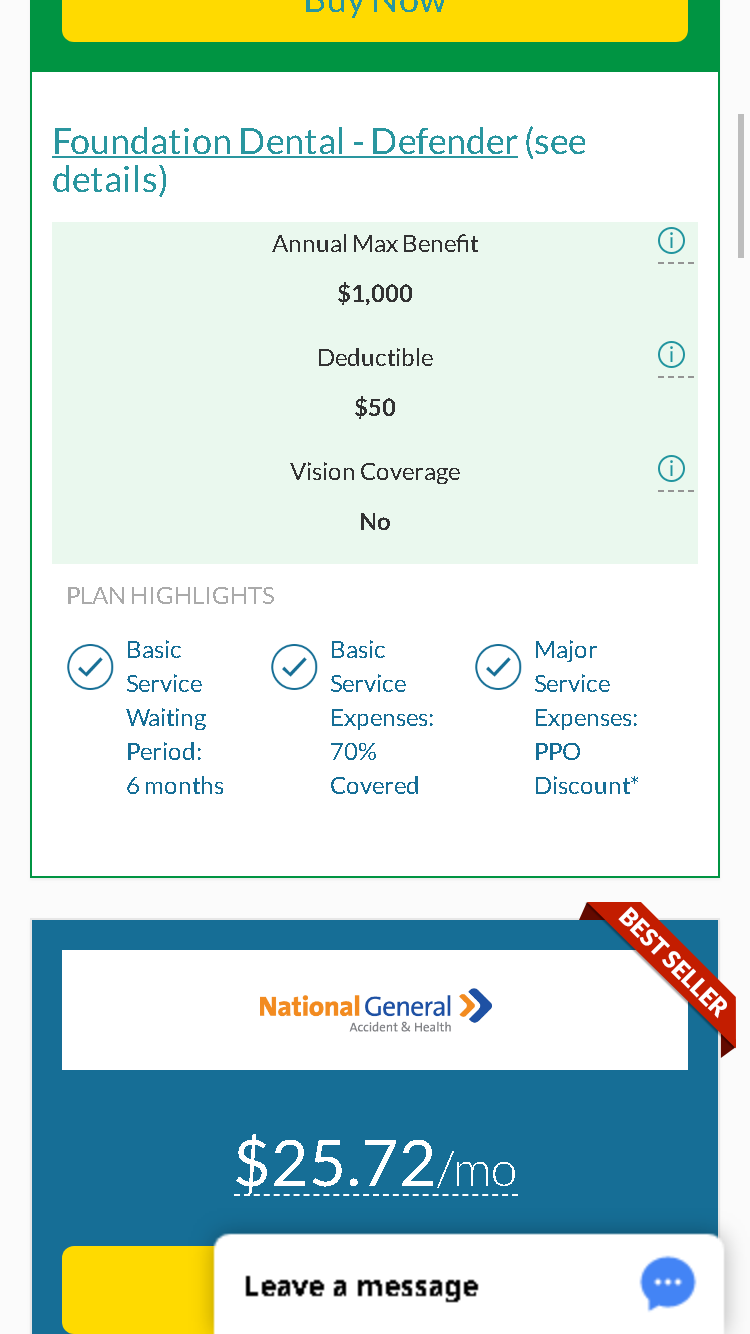 Buy Now
Foundation Dental - Defender (see
details)
Annual Max Benefit
$1,000
Deductible
$50
Vision Coverage
No
PLAN HIGHLIGHTS
Basic
Service
Waiting
Period:
6 months
Basic
Service
Expenses:
70%
Covered
Major
Service
Expenses:
PPO
Discount*
BEST SELLER
National General
Accident & Health
$25.72/mo
Leave a message